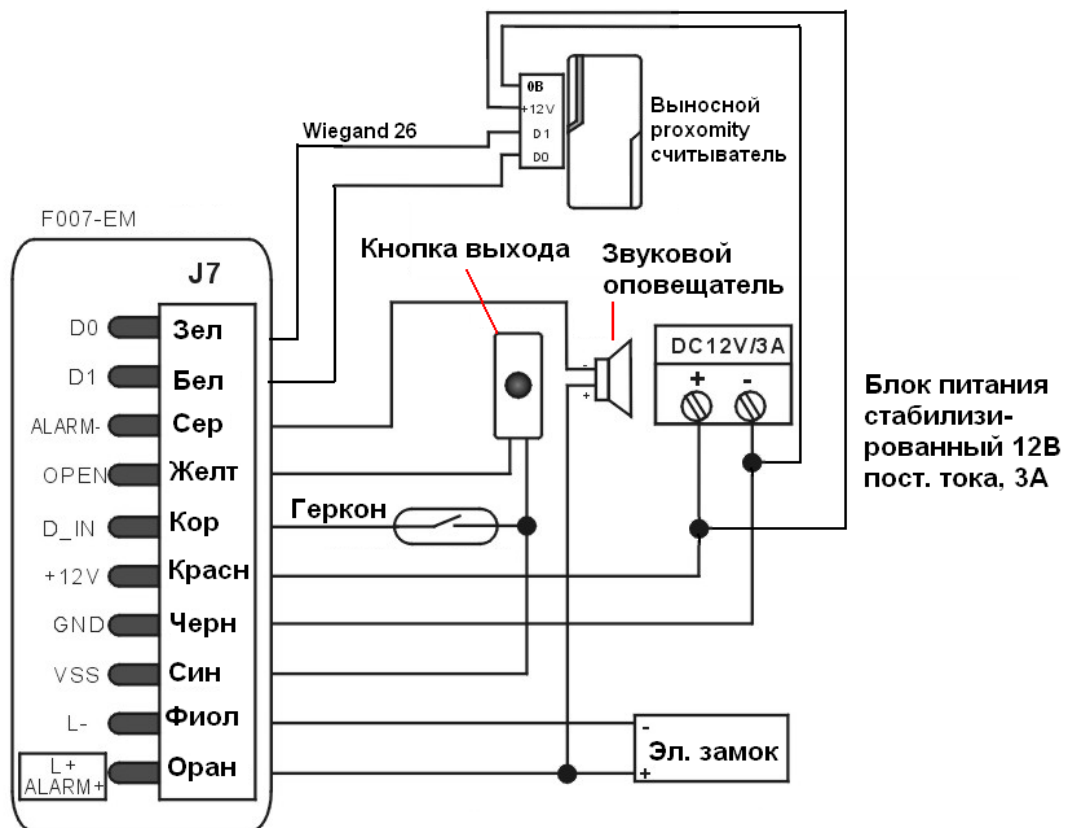 0В
+12V
D1
D0
Выносной
proxomity
считыватель
Wiegand 26
F007-EM
J7
Кнопка выхода
Звуковой
оповещатель
D0 Зел
D1 Бел
ALARM- Сер
OPEN Желт
D_IN Кор
+12V Красн
GND Черн
VSS Син
L- Фиол
L+
ALARM+
Оран
Геркон
-
+
DC12V/3A
+ -
Блок питания
стабилизи-
рованный 12В
пост. тока, 3А
-
Эл. замок
+